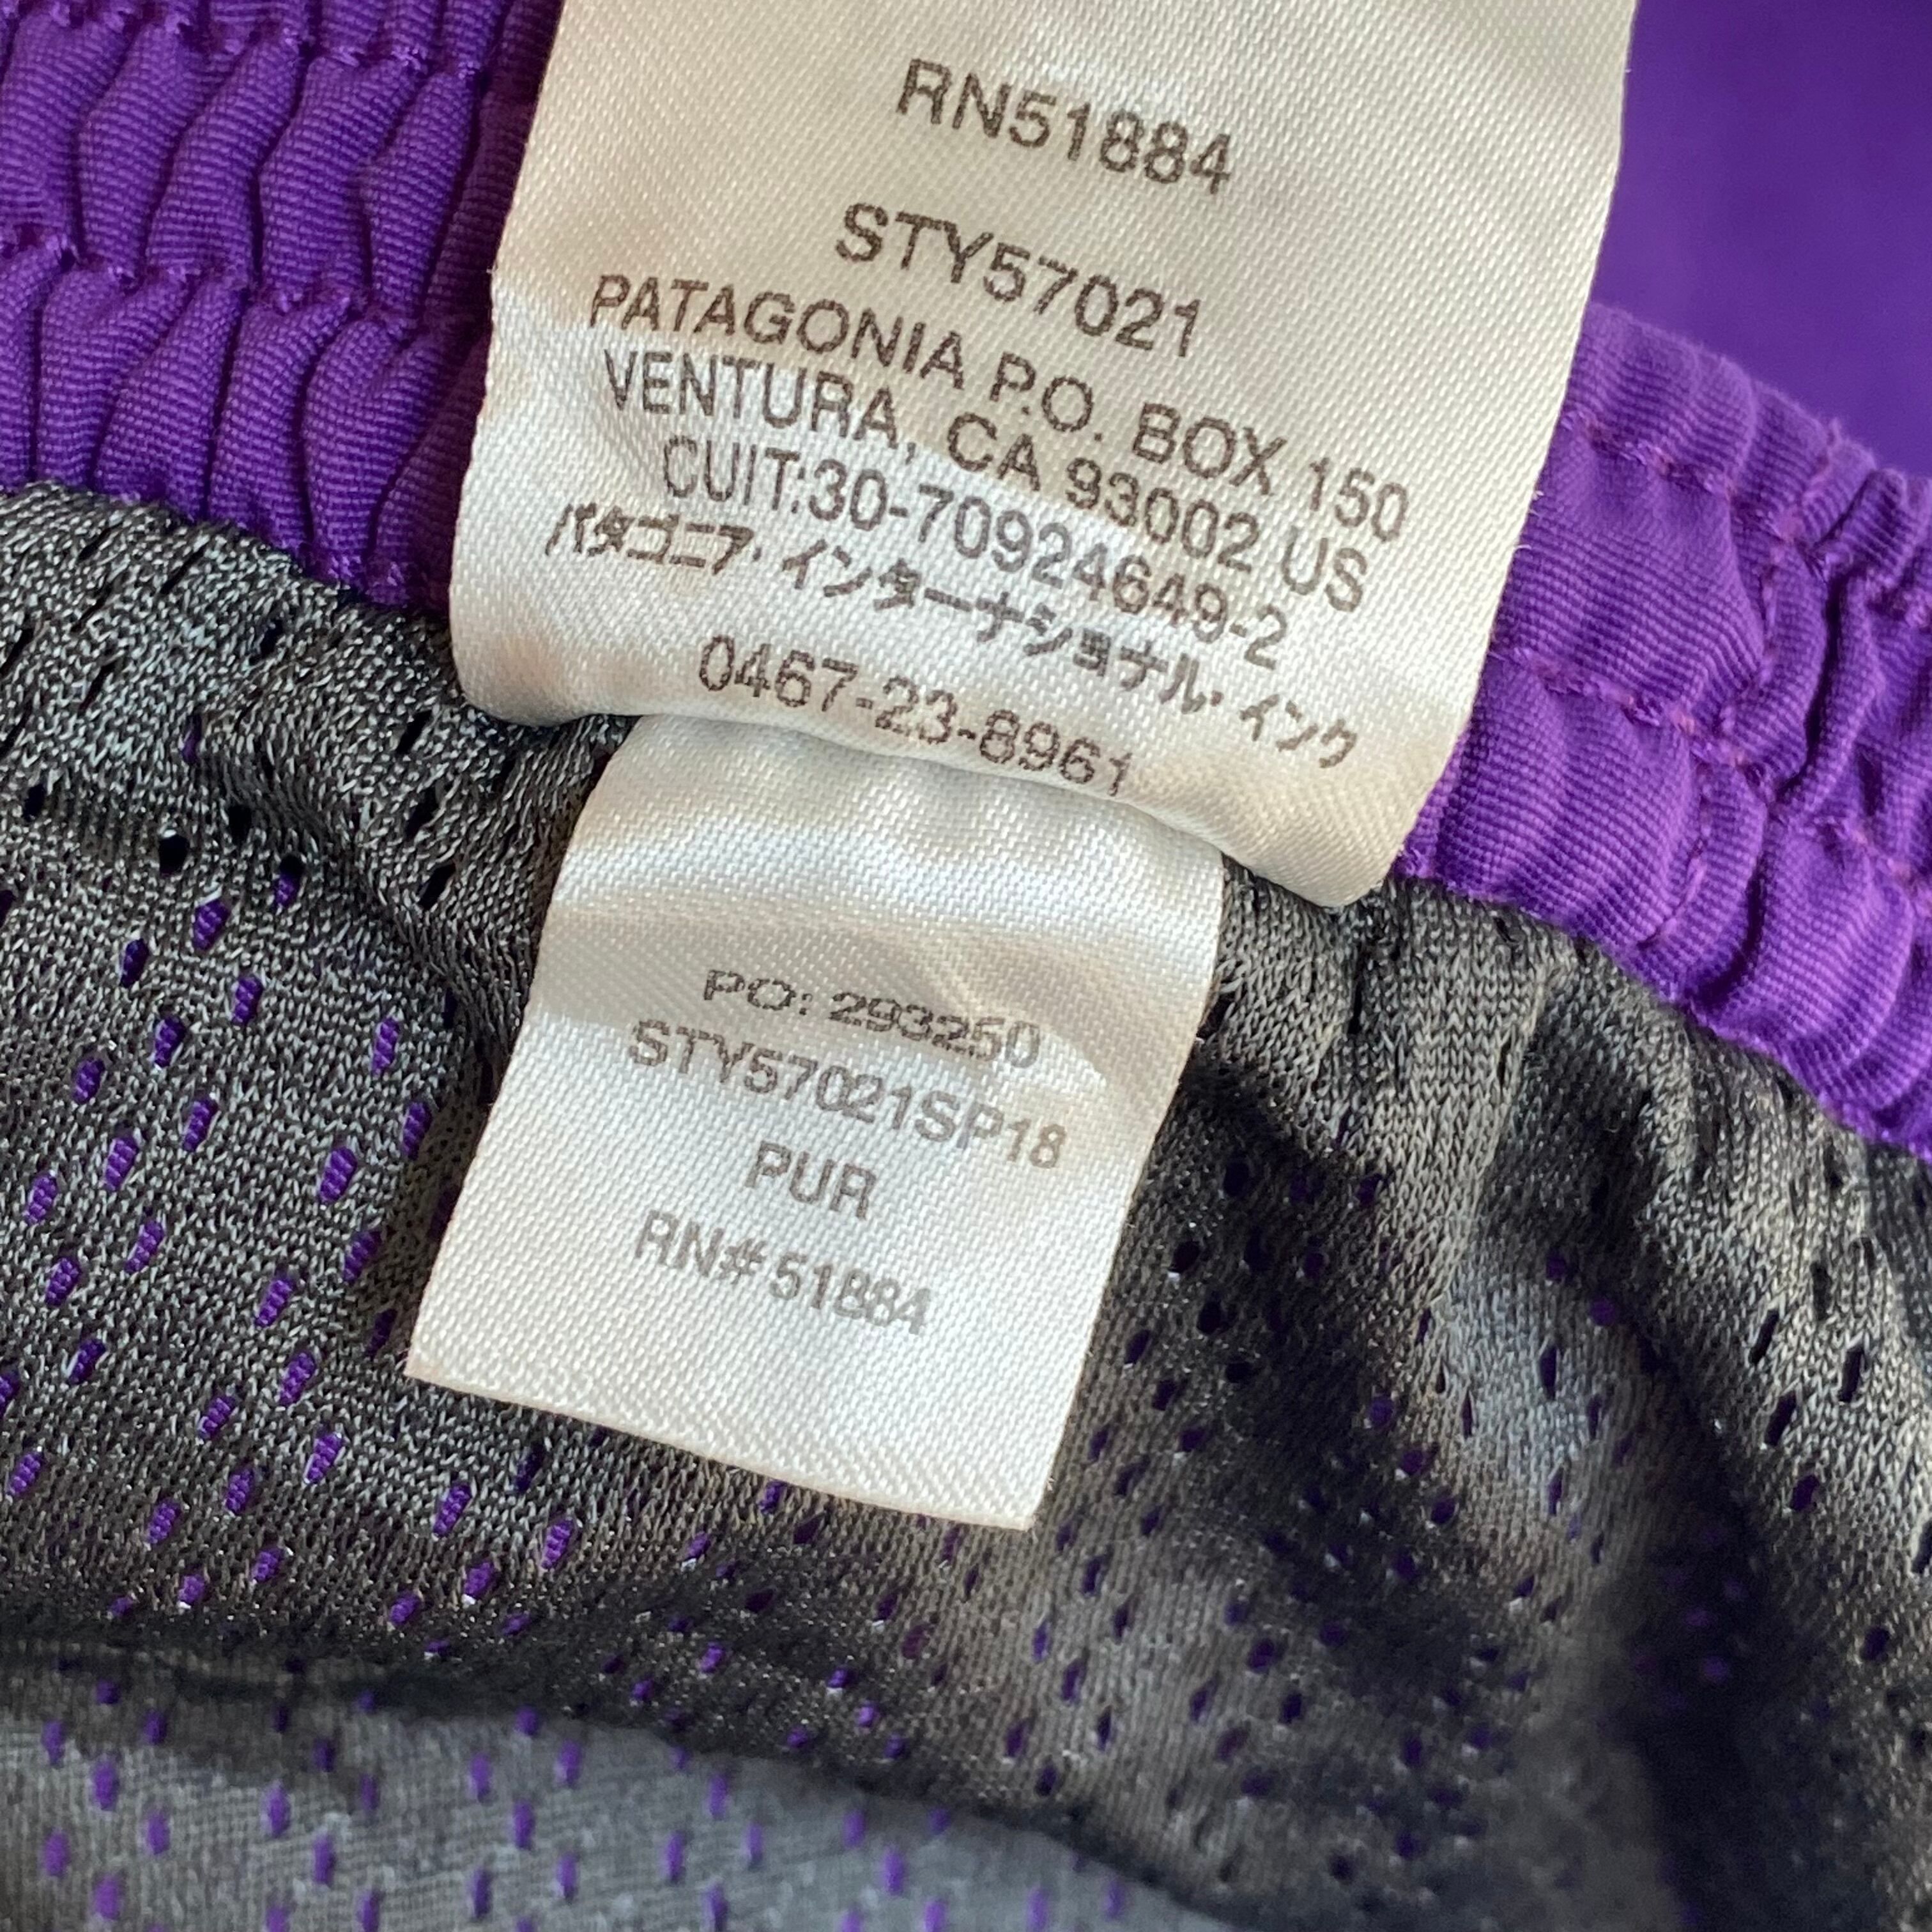 RN51884
STY57021
PATAGONIA P.O. BOX 150
VENTURA, CA 93002 US
CUIT:30-70924649-2
パタゴニア・インターナショナル・インク
0467-23-8961
PO: 293250
STY57021SP18
PUR
RN# 51884